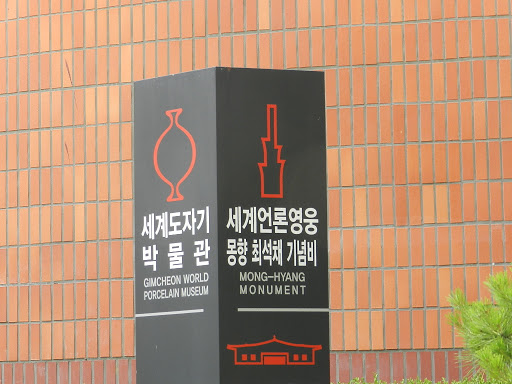 세계도자기
박물관
GIMCHEON WORLD
PORCELAIN MUSEUM
세계언론영웅
몽향 최석채 기념비
MONG-HYANG
MONUMENT